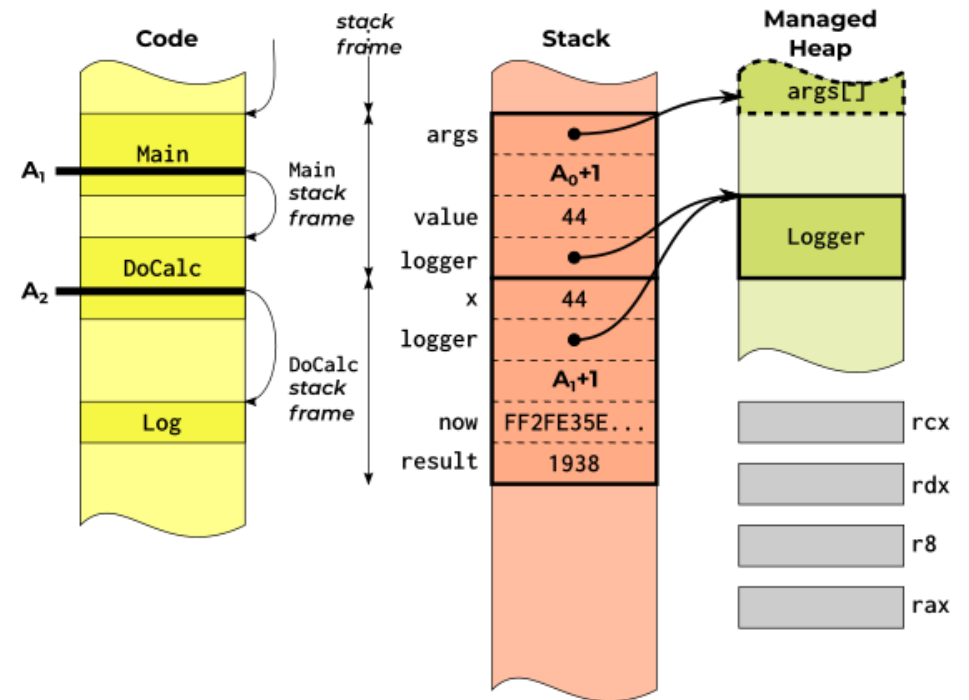 Code
stack
frame
Stack
Managed
Heap
args[]
Main
A₁
DoCalc
A₂
Log
Main
stack
frame
DoCalc
stack
frame
args
A₀+1
value
44
logger
x
44
logger
A₁+1
now
FF2FE35E...
result
1938
Logger
rcx
rdx
r8
rax